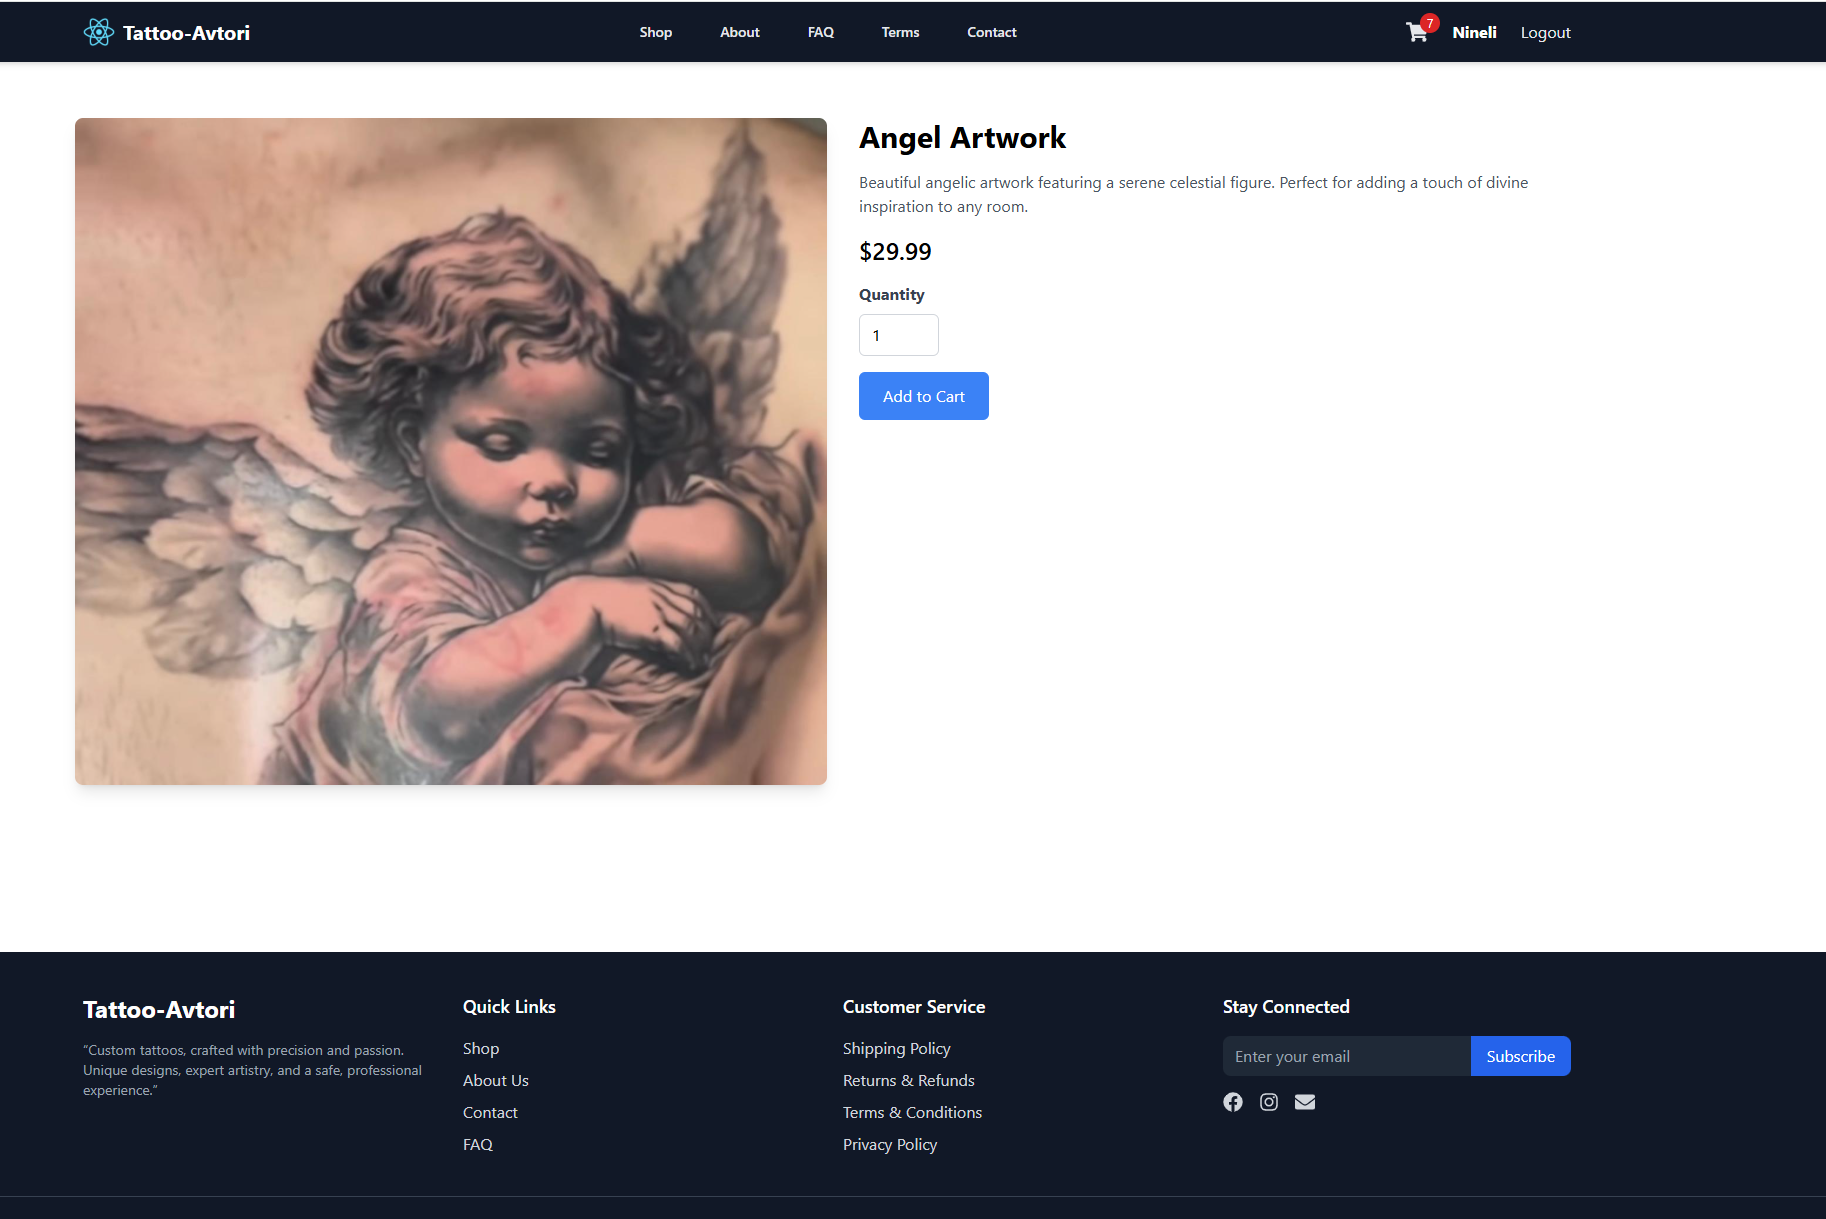 Tattoo-Avtori
Shop
About
FAQ
Terms
Contact
7
Nineli
Logout
Angel Artwork
Beautiful angelic artwork featuring a serene celestial figure. Perfect for adding a touch of divine
inspiration to any room.
$29.99
Quantity
1
Add to Cart
Tattoo-Avtori
“Custom tattoos, crafted with precision and passion.
Unique designs, expert artistry, and a safe, professional
experience.”
Quick Links
Shop
About Us
Contact
FAQ
Customer Service
Shipping Policy
Returns & Refunds
Terms & Conditions
Privacy Policy
Stay Connected
Enter your email
Subscribe